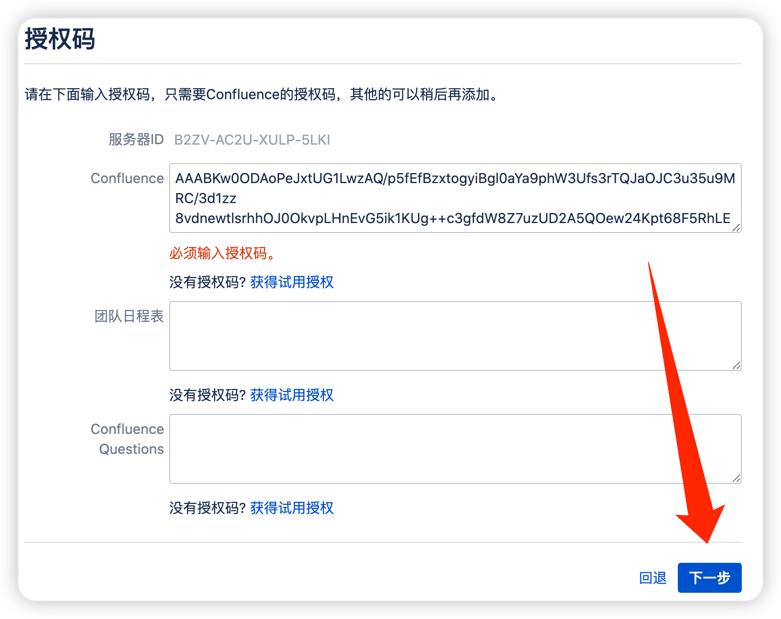 授权码
请在下面输入授权码，只需要Confluence的授权码，其他的可以稍后再添加。
服务器ID B2ZV-AC2U-XULP-5LKI
Confluence
AAABKw0ODAoPeJxtUG1LwzAQ/p5fEfBzxtogyiBgl0aYa9phW3Ufs3rTQJaOJC3u35u9M
RC/3d1zz
8vdnewtlsrhhOJ0OkvpLHnEvG5ik1KUg++c3gfdW8Z7uzUD2A5QOew24Kpt68F5RhLE
必须输入授权码。
没有授权码? 获得试用授权
团队日程表
没有授权码? 获得试用授权
Confluence
Questions
没有授权码? 获得试用授权
回退 下一步